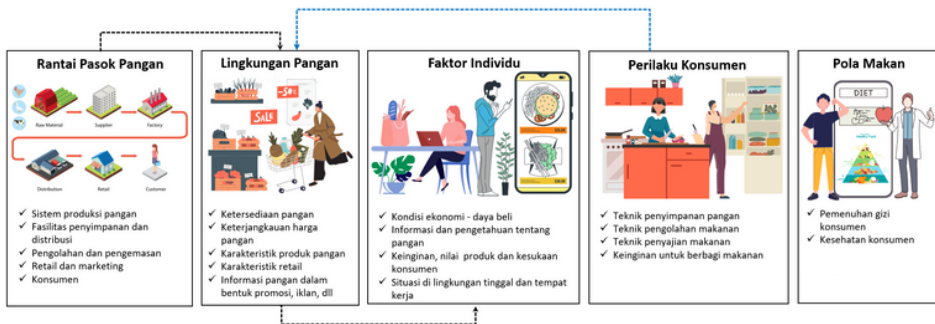 Rantai Pasok Pangan
Raw Material
Supplier
Factory
Distribution
Retail
Customer
✓ Sistem produksi pangan
✓ Fasilitas penyimpanan dan
distribusi
✓ Pengolahan dan pengemasan
✓ Retail dan marketing
✓ Konsumen
Lingkungan Pangan
SALE
✓ Ketersediaan pangan
✓ Keterjangkauan harga
pangan
✓ Karakteristik produk pangan
✓ Karakteristik retail
✓ Informasi pangan dalam
bentuk promosi, iklan, dll
Faktor Individu
✓ Kondisi ekonomi - daya beli
✓ Informasi dan pengetahuan tentang
pangan
✓ Keinginan, nilai produk dan kesukaan
konsumen
✓ Situasi di lingkungan tinggal dan tempat
kerja
Perilaku Konsumen
✓ Teknik penyimpanan pangan
✓ Teknik pengolahan makanan
✓ Teknik penyajian makanan
✓ Keinginan untuk berbagi makanan
Pola Makan
DIET
✓ Pemenuhan gizi
konsumen
✓ Kesehatan konsumen